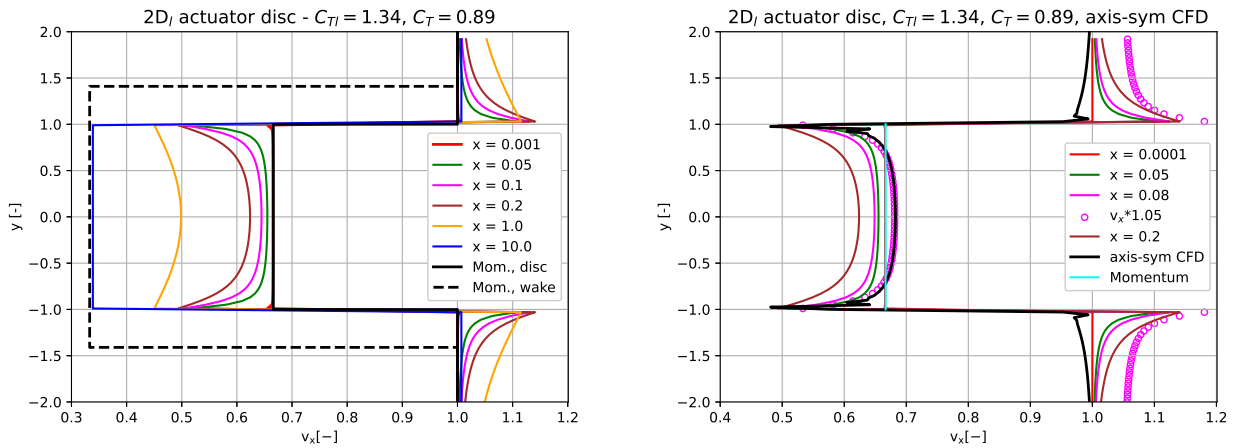 2D_l actuator disc - C_{Tl} = 1.34, C_T = 0.89
2.0
1.5
1.0
0.5
0.0
−0.5
−1.0
−1.5
−2.0
y [-]
x = 0.001
x = 0.05
x = 0.1
x = 0.2
x = 1.0
x = 10.0
Mom., disc
Mom., wake
0.3 0.4 0.5 0.6 0.7 0.8 0.9 1.0 1.1 1.2
v_x[−]
2D_l actuator disc, C_{Tl} = 1.34, C_T = 0.89, axis-sym CFD
2.0
1.5
1.0
0.5
0.0
−0.5
−1.0
−1.5
−2.0
y [-]
x = 0.0001
x = 0.05
x = 0.08
v_x*1.05
x = 0.2
axis-sym CFD
Momentum
0.4 0.5 0.6 0.7 0.8 0.9 1.0 1.1 1.2
v_x[−]